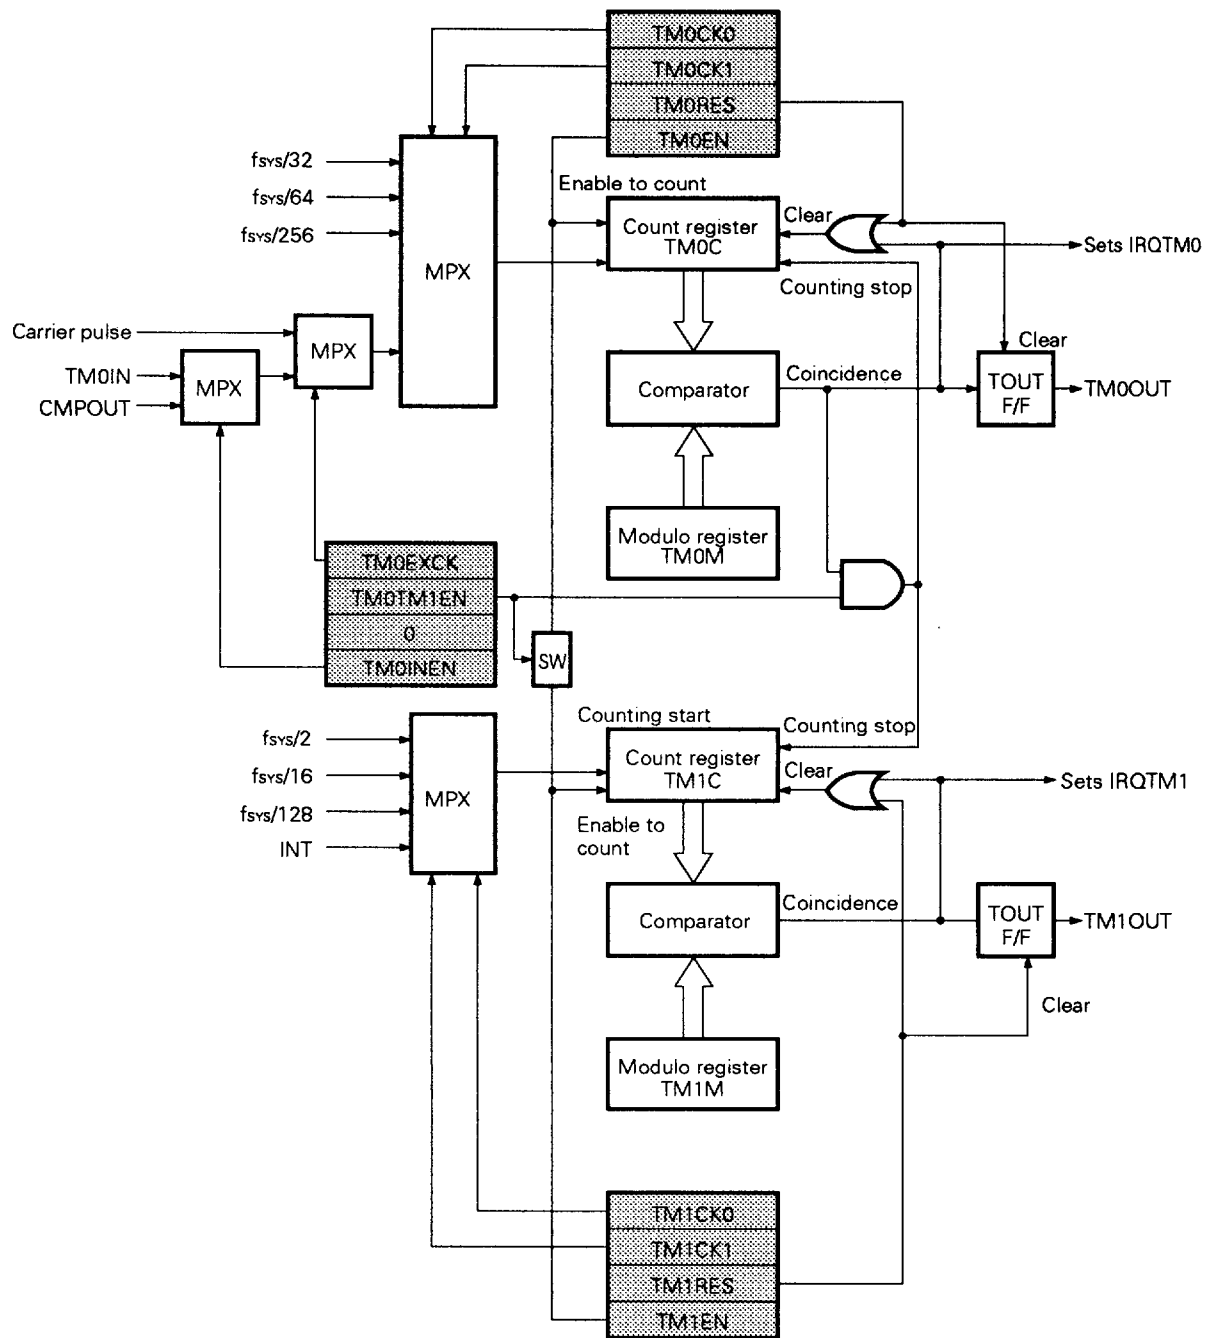 TM0CK0
TM0CK1
TM0RES
TM0EN
fSYS/32
fSYS/64
fSYS/256
MPX
Enable to count
Count register
TM0C
Clear
Sets IRQTM0
Counting stop
Carrier pulse
TM0IN
CMPOUT
MPX
MPX
Comparator
Coincidence
Clear
TOUT
F/F
TM0OUT
Modulo register
TM0M
TM0EXCK
TM0TM1EN
0
TM0INEN
SW
fSYS/2
fSYS/16
fSYS/128
INT
MPX
Counting start
Counting stop
Count register
TM1C
Clear
Sets IRQTM1
Enable to
count
Comparator
Coincidence
TOUT
F/F
TM1OUT
Clear
Modulo register
TM1M
TM1CK0
TM1CK1
TM1RES
TM1EN